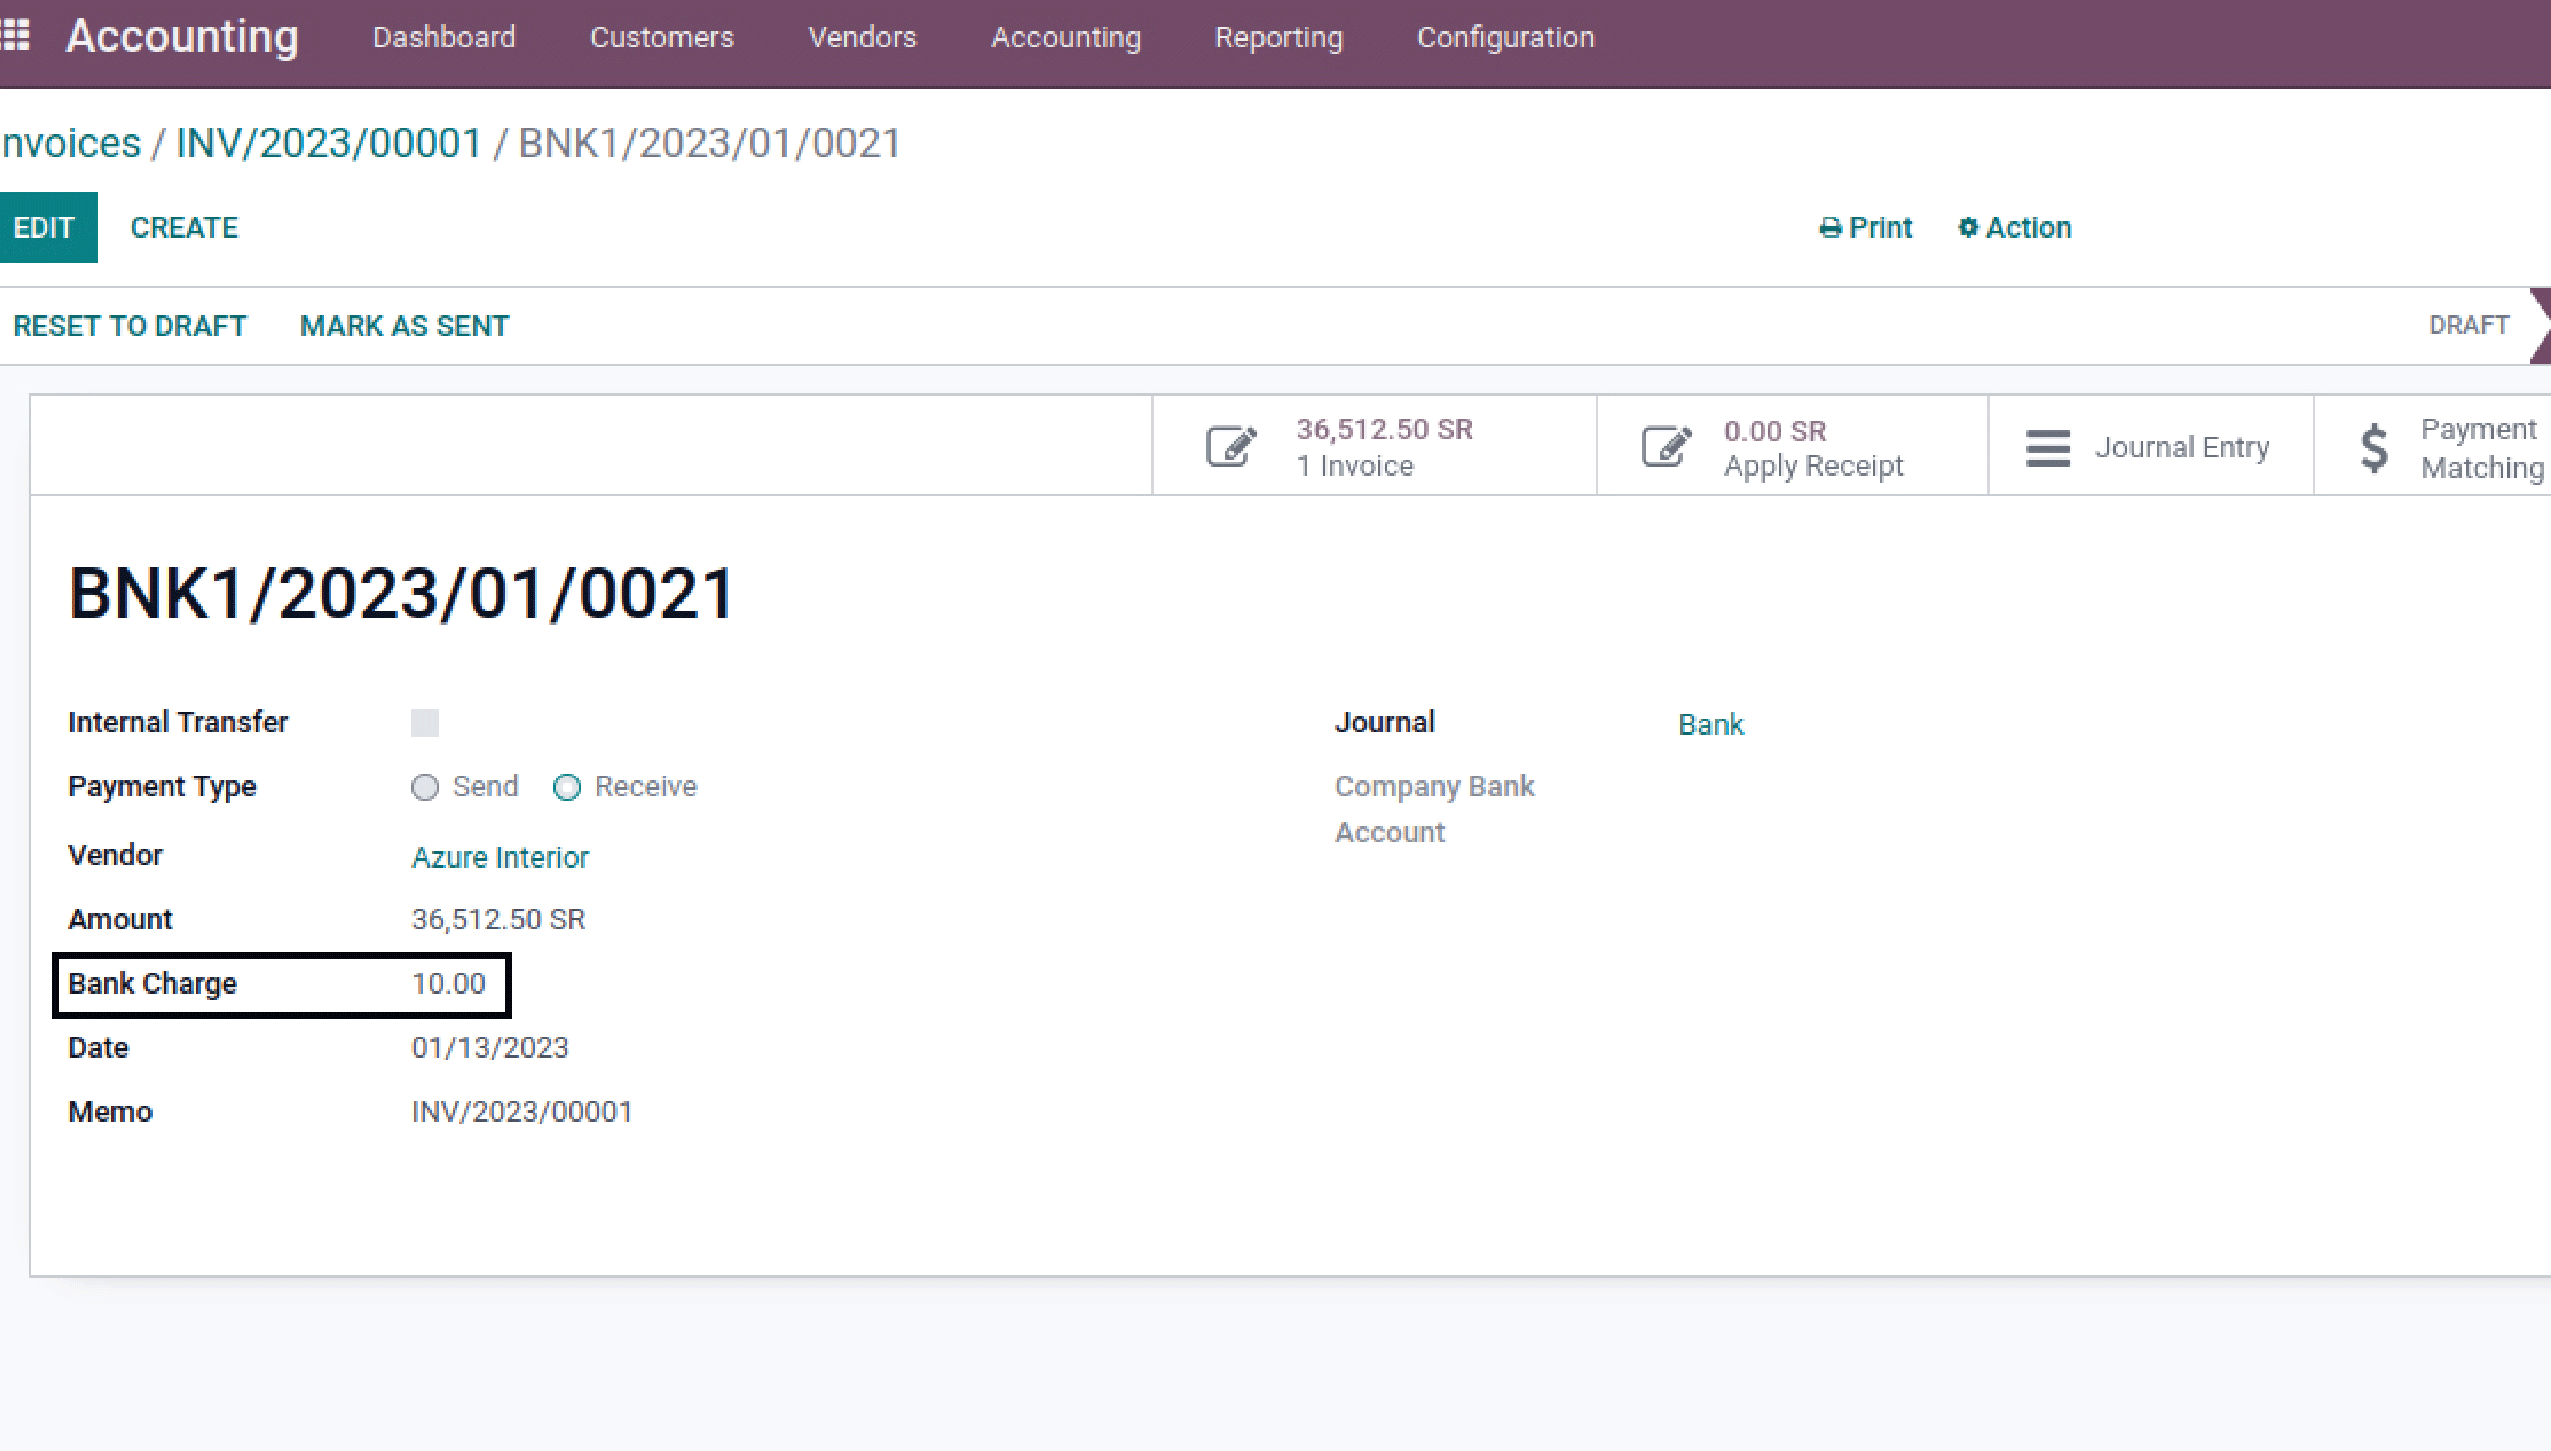 Accounting Dashboard Customers Vendors Accounting Reporting Configuration
nvoices / INV/2023/00001 / BNK1/2023/01/0021
EDIT CREATE Print Action
RESET TO DRAFT MARK AS SENT DRAFT
36,512.50 SR
1 Invoice
0.00 SR
Apply Receipt
Journal Entry
Payment
Matching
BNK1/2023/01/0021
Internal Transfer
Payment Type Send Receive
Vendor Azure Interior
Amount 36,512.50 SR
Bank Charge 10.00
Date 01/13/2023
Memo INV/2023/00001
Journal Bank
Company Bank
Account